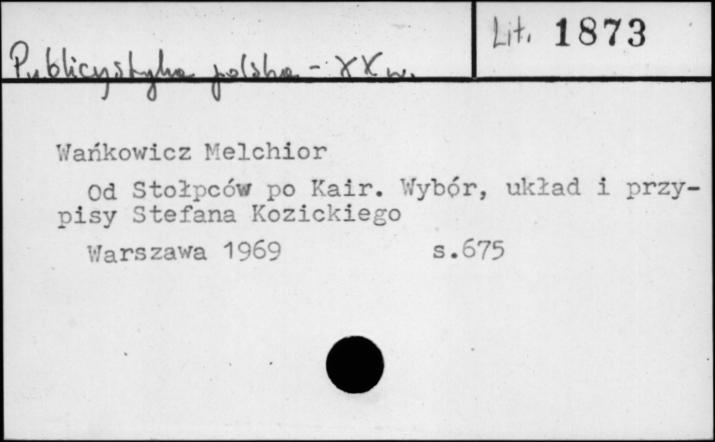 Lit. 1873
Publicystyka polska - XX w.
Wańkowicz Melchior
Od Stołpców po Kair. Wybór, układ i przy-
pisy Stefana Kozickiego
Warszawa 1969 s.675